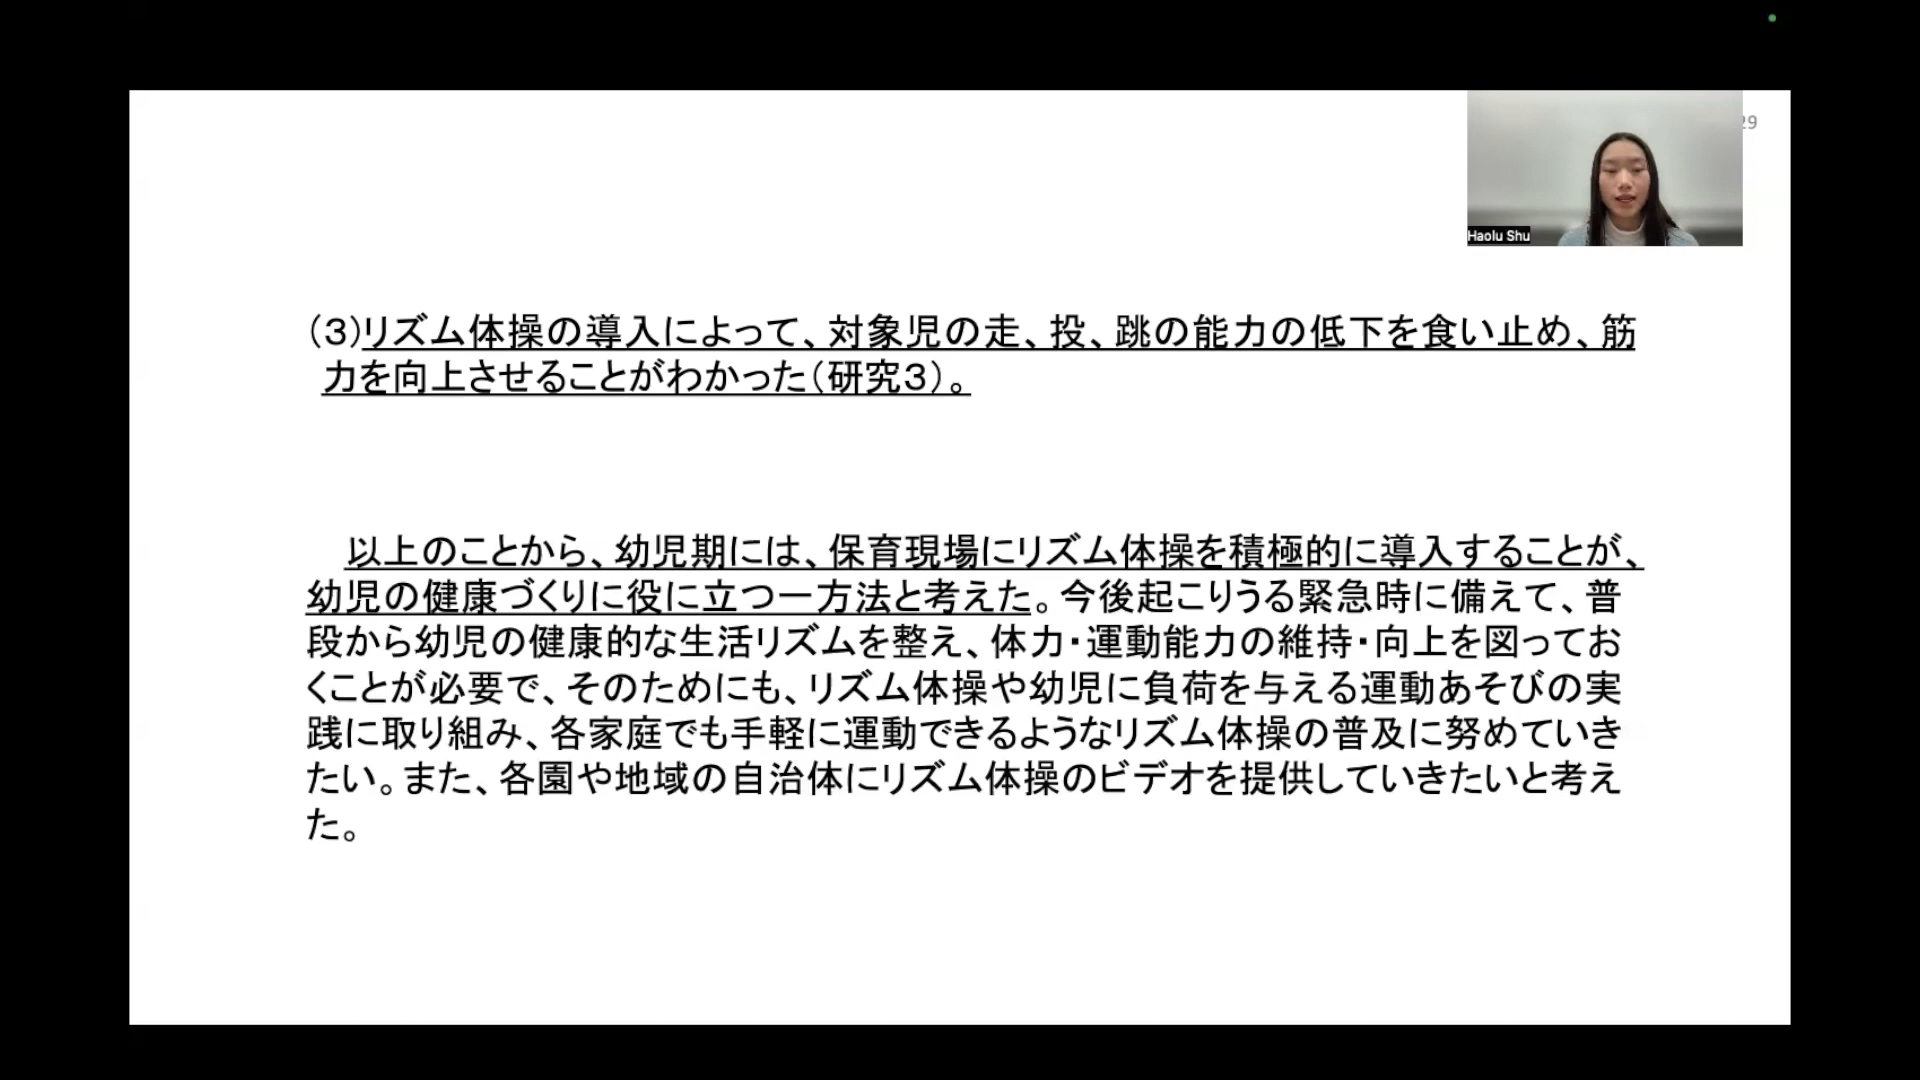 29
Haolu Shu
(3)リズム体操の導入によって、対象児の走、投、跳の能力の低下を食い止め、筋
力を向上させることがわかった(研究3)。
以上のことから、幼児期には、保育現場にリズム体操を積極的に導入することが、
幼児の健康づくりに役に立つ一方法と考えた。今後起こりうる緊急時に備えて、普
段から幼児の健康的な生活リズムを整え、体力・運動能力の維持・向上を図ってお
くことが必要で、そのためにも、リズム体操や幼児に負荷を与える運動あそびの実
践に取り組み、各家庭でも手軽に運動できるようなリズム体操の普及に努めていき
たい。また、各園や地域の自治体にリズム体操のビデオを提供していきたいと考え
た。